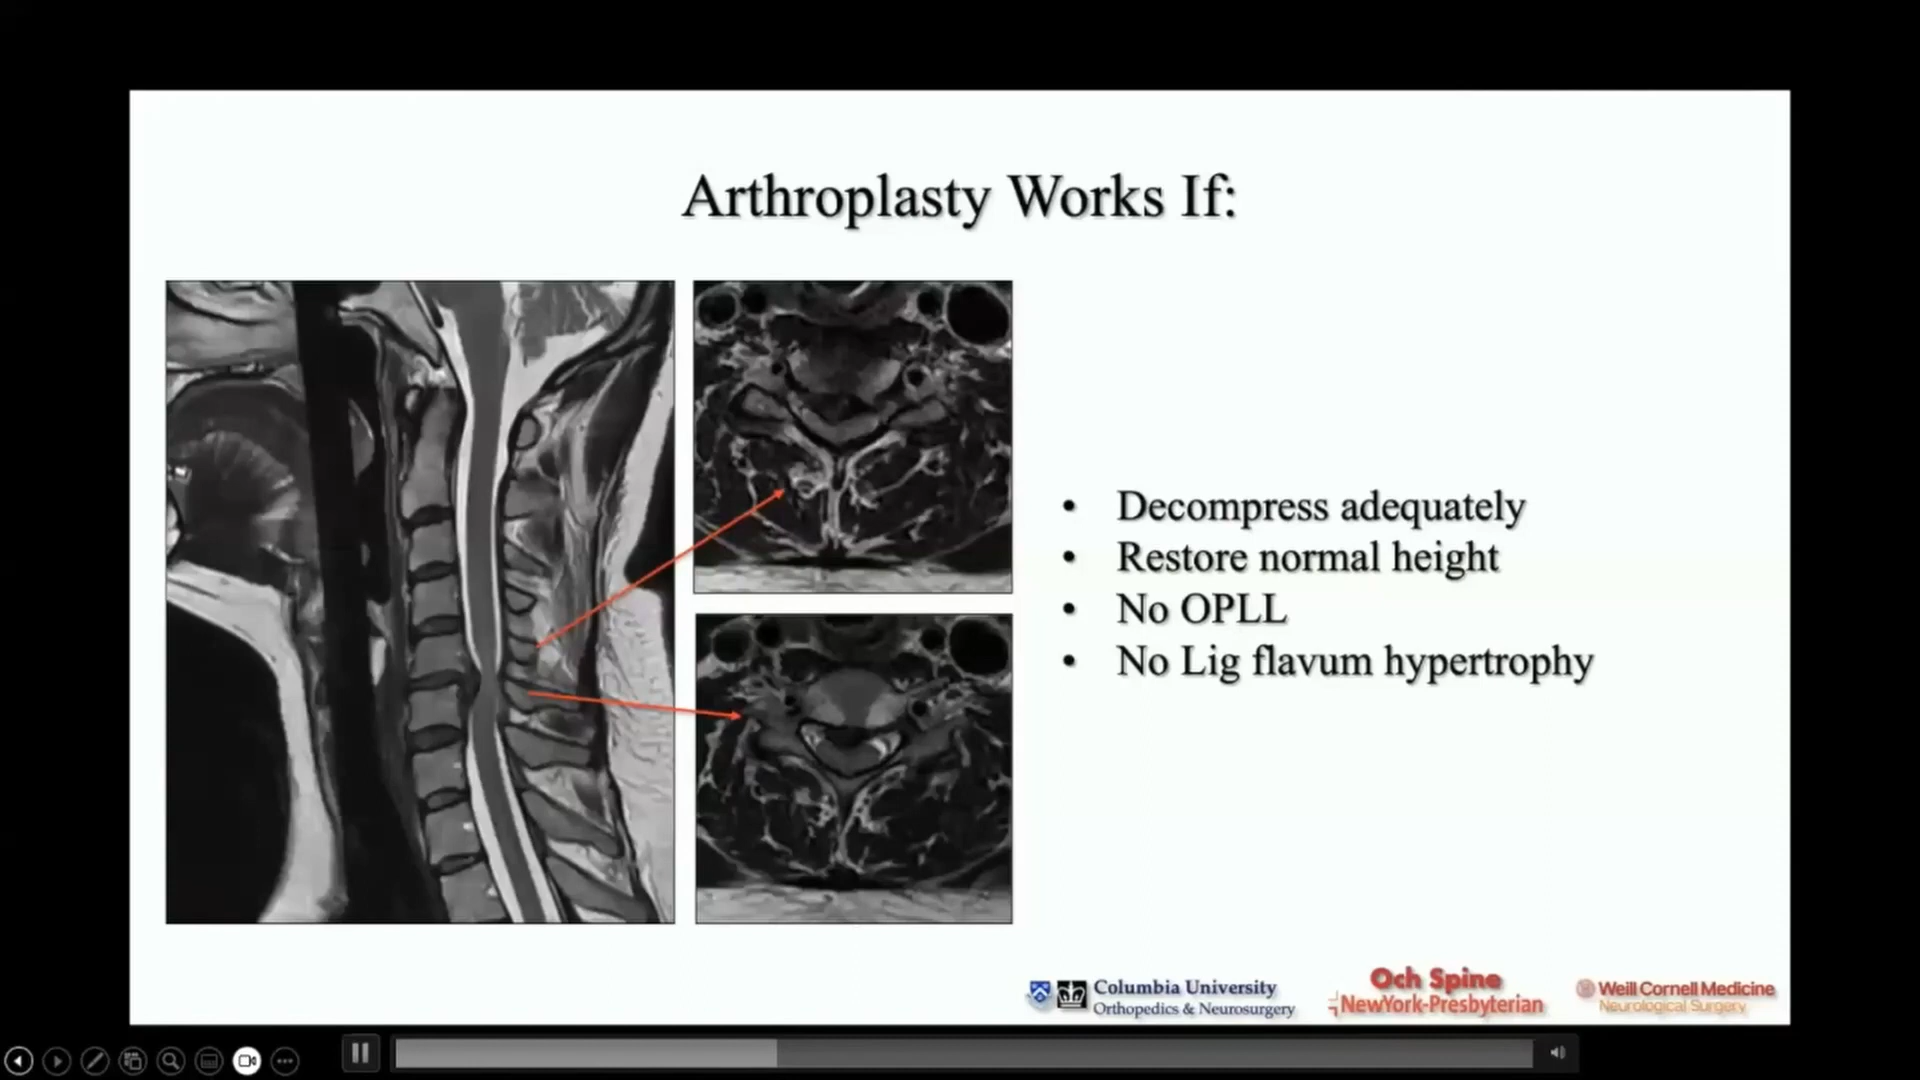 Arthroplasty Works If:
• Decompress adequately
• Restore normal height
• No OPLL
• No Lig flavum hypertrophy
Columbia University
Orthopedics & Neurosurgery
Och Spine
NewYork-Presbyterian
Weill Cornell Medicine
Neurological Surgery